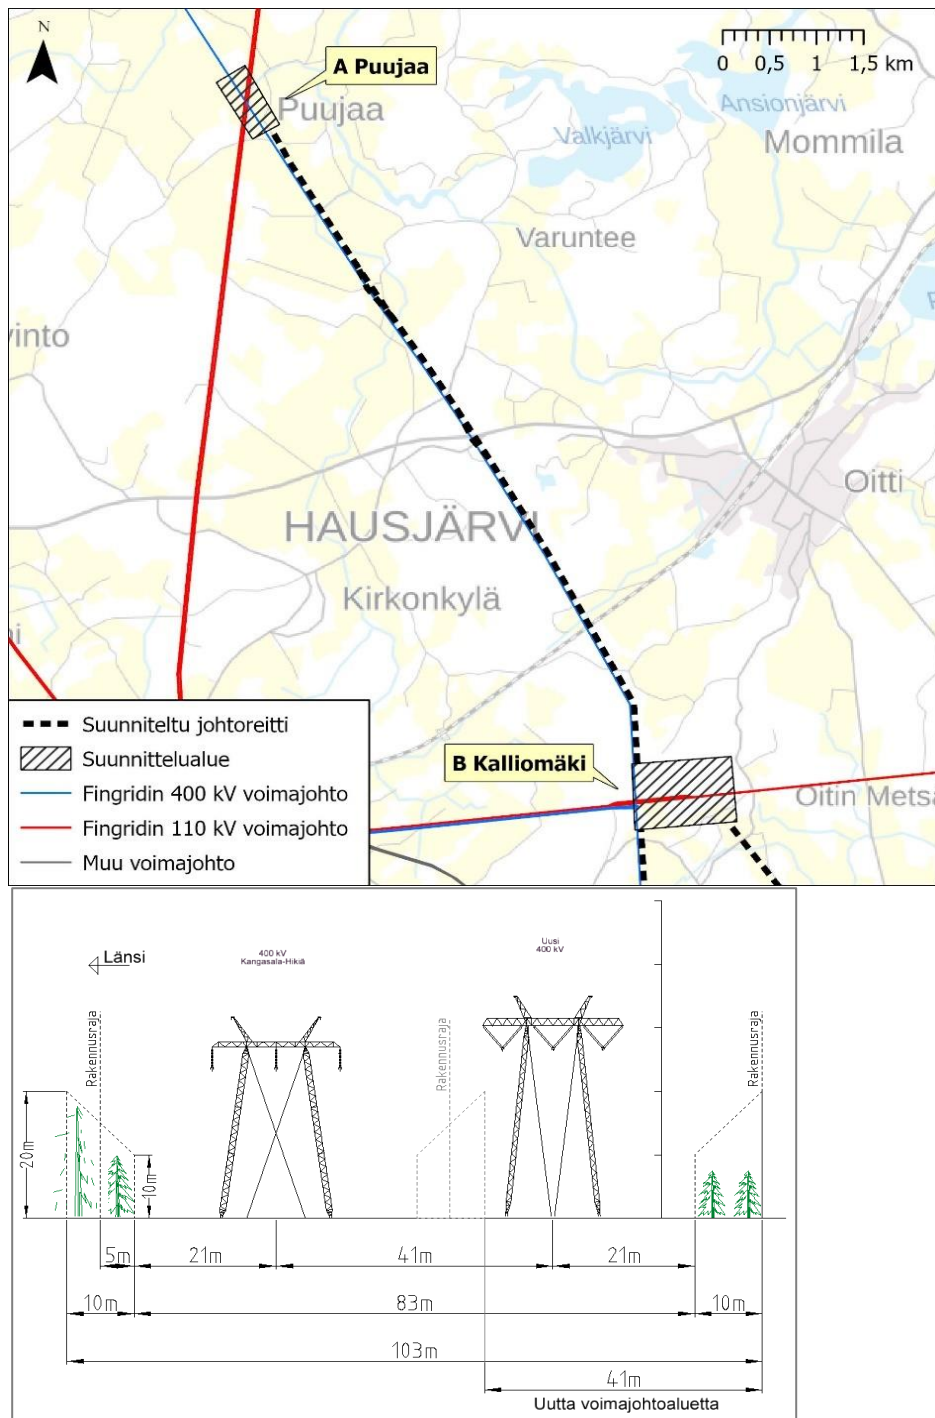 N
A Puujaa
0 0,5 1 1,5 km
Puujaa
Ansionjärvi
Valkjärvi
Mommila
Varuntee
vinto
Oitti
HAUSJÄRVI
Kirkonkylä
B Kalliomäki
Oitin Metsä
Suunniteltu johtoreitti
Suunnittelualue
Fingridin 400 kV voimajohto
Fingridin 110 kV voimajohto
Muu voimajohto
Länsi
400 kV
Kangasala-Hikiä
Uusi
400 kV
Rakennusraja
Rakennusraja
Rakennusraja
20m
10m
5m 21m 41m 21m
10m 83m 10m
103m
41m
Uutta voimajohtoaluetta